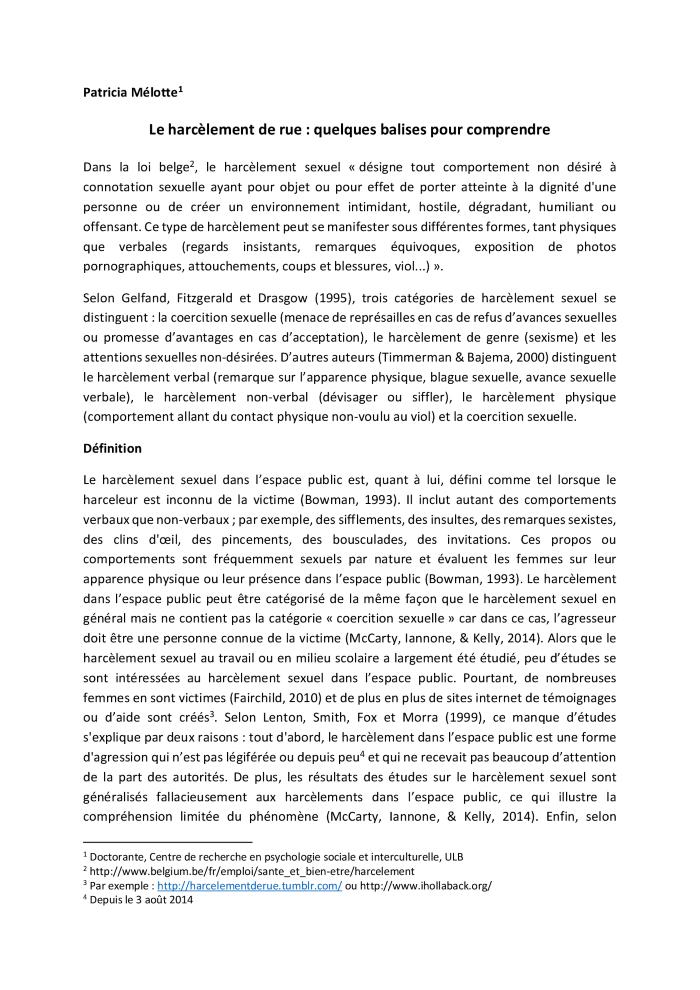 Patricia Mélotte¹
Le harcèlement de rue : quelques balises pour comprendre
Dans la loi belge², le harcèlement sexuel « désigne tout comportement non désiré à
connotation sexuelle ayant pour objet ou pour effet de porter atteinte à la dignité d'une
personne ou de créer un environnement intimidant, hostile, dégradant, humiliant ou
offensant. Ce type de harcèlement peut se manifester sous différentes formes, tant physiques
que verbales (regards insistants, remarques équivoques, exposition de photos
pornographiques, attouchements, coups et blessures, viol...) ».
Selon Gelfand, Fitzgerald et Drasgow (1995), trois catégories de harcèlement sexuel se
distinguent : la coercition sexuelle (menace de représailles en cas de refus d’avances sexuelles
ou promesse d’avantages en cas d’acceptation), le harcèlement de genre (sexisme) et les
attentions sexuelles non-désirées. D’autres auteurs (Timmerman & Bajema, 2000) distinguent
le harcèlement verbal (remarque sur l’apparence physique, blague sexuelle, avance sexuelle
verbale), le harcèlement non-verbal (dévisager ou siffler), le harcèlement physique
(comportement allant du contact physique non-voulu au viol) et la coercition sexuelle.
Définition
Le harcèlement sexuel dans l’espace public est, quant à lui, défini comme tel lorsque le
harceleur est inconnu de la victime (Bowman, 1993). Il inclut autant des comportements
verbaux que non-verbaux ; par exemple, des sifflements, des insultes, des remarques sexistes,
des clins d'œil, des pincements, des bousculades, des invitations. Ces propos ou
comportements sont fréquemment sexuels par nature et évaluent les femmes sur leur
apparence physique ou leur présence dans l’espace public (Bowman, 1993). Le harcèlement
dans l’espace public peut être catégorisé de la même façon que le harcèlement sexuel en
général mais ne contient pas la catégorie « coercition sexuelle » car dans ce cas, l’agresseur
doit être une personne connue de la victime (McCarty, Iannone, & Kelly, 2014). Alors que le
harcèlement sexuel au travail ou en milieu scolaire a largement été étudié, peu d’études se
sont intéressées au harcèlement sexuel dans l’espace public. Pourtant, de nombreuses
femmes en sont victimes (Fairchild, 2010) et de plus en plus de sites internet de témoignages
ou d’aide sont créés³. Selon Lenton, Smith, Fox et Morra (1999), ce manque d’études
s'explique par deux raisons : tout d'abord, le harcèlement dans l’espace public est une forme
d'agression qui n’est pas légiférée ou depuis peu⁴ et qui ne recevait pas beaucoup d’attention
de la part des autorités. De plus, les résultats des études sur le harcèlement sexuel sont
généralisés fallacieusement aux harcèlements dans l’espace public, ce qui illustre la
compréhension limitée du phénomène (McCarty, Iannone, & Kelly, 2014). Enfin, selon
¹ Doctorante, Centre de recherche en psychologie sociale et interculturelle, ULB
² http://www.belgium.be/fr/emploi/sante_et_bien-etre/harcelement
³ Par exemple : http://harcelementderue.tumblr.com/ ou http://www.ihollaback.org/
⁴ Depuis le 3 août 2014